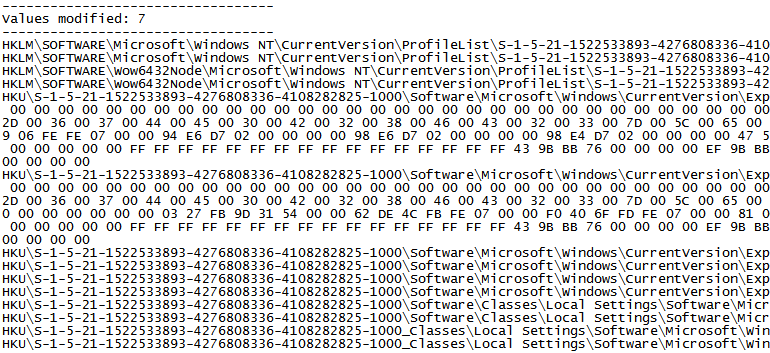 ----------------------------------
Values modified: 7
----------------------------------
HKLM\SOFTWARE\Microsoft\Windows NT\CurrentVersion\ProfileList\S-1-5-21-1522533893-4276808336-410
HKLM\SOFTWARE\Microsoft\Windows NT\CurrentVersion\ProfileList\S-1-5-21-1522533893-4276808336-410
HKLM\SOFTWARE\Wow6432Node\Microsoft\Windows NT\CurrentVersion\ProfileList\S-1-5-21-1522533893-42
HKLM\SOFTWARE\Wow6432Node\Microsoft\Windows NT\CurrentVersion\ProfileList\S-1-5-21-1522533893-42
HKU\S-1-5-21-1522533893-4276808336-4108282825-1000\Software\Microsoft\Windows\CurrentVersion\Exp
00 00 00 00 00 00 00 00 00 00 00 00 00 00 00 00 00 00 00 00 00 00 00 00 00 00 00 00 00 00 00 00
2D 00 36 00 37 00 44 00 45 00 30 00 42 00 32 00 38 00 46 00 43 00 32 00 33 00 7D 00 5C 00 65 00
9 06 FE FE 07 00 00 94 E6 D7 02 00 00 00 00 98 E6 D7 02 00 00 00 00 98 E4 D7 02 00 00 00 00 47 5
00 00 00 00 00 FF FF FF FF FF FF FF FF FF FF FF FF FF FF FF FF 43 9B BB 76 00 00 00 00 EF 9B BB
00 00 00 00
HKU\S-1-5-21-1522533893-4276808336-4108282825-1000\Software\Microsoft\Windows\CurrentVersion\Exp
00 00 00 00 00 00 00 00 00 00 00 00 00 00 00 00 00 00 00 00 00 00 00 00 00 00 00 00 00 00 00 00
2D 00 36 00 37 00 44 00 45 00 30 00 42 00 32 00 38 00 46 00 43 00 32 00 33 00 7D 00 5C 00 65 00
0 00 00 00 00 00 00 03 27 FB 9D 31 54 00 00 62 DE 4C FB FE 07 00 00 F0 40 6F FD FE 07 00 00 81 0
00 00 00 00 00 FF FF FF FF FF FF FF FF FF FF FF FF FF FF FF FF 43 9B BB 76 00 00 00 00 EF 9B BB
00 00 00 00
HKU\S-1-5-21-1522533893-4276808336-4108282825-1000\Software\Microsoft\Windows\CurrentVersion\Exp
HKU\S-1-5-21-1522533893-4276808336-4108282825-1000\Software\Microsoft\Windows\CurrentVersion\Exp
HKU\S-1-5-21-1522533893-4276808336-4108282825-1000\Software\Microsoft\Windows\CurrentVersion\Exp
HKU\S-1-5-21-1522533893-4276808336-4108282825-1000\Software\Microsoft\Windows\CurrentVersion\Exp
HKU\S-1-5-21-1522533893-4276808336-4108282825-1000\Software\Classes\Local Settings\Software\Micr
HKU\S-1-5-21-1522533893-4276808336-4108282825-1000\Software\Classes\Local Settings\Software\Micr
HKU\S-1-5-21-1522533893-4276808336-4108282825-1000_Classes\Local Settings\Software\Microsoft\Win
HKU\S-1-5-21-1522533893-4276808336-4108282825-1000_Classes\Local Settings\Software\Microsoft\Win